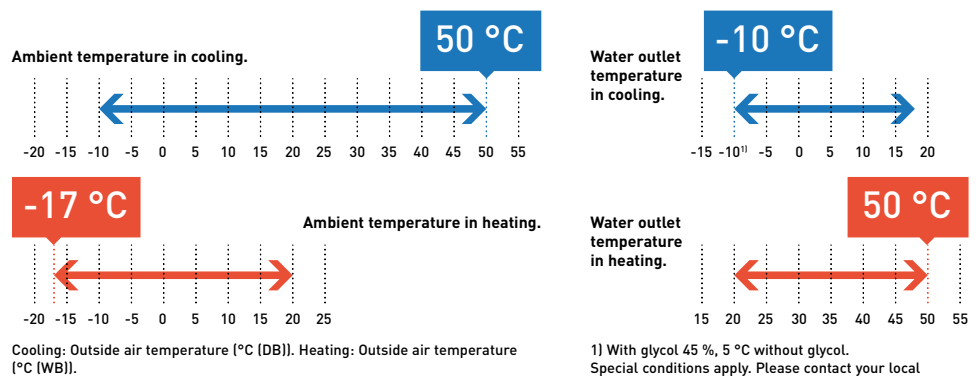 Ambient temperature in cooling.
50 °C
-20 -15 -10 -5 0 5 10 15 20 25 30 35 40 45 50 55
Water outlet
temperature
in cooling.
-10 °C
-15 -10¹⁾ -5 0 5 10 15 20
-17 °C
Ambient temperature in heating.
-20 -15 -10 -5 0 5 10 15 20 25
Water outlet
temperature
in heating.
50 °C
15 20 25 30 35 40 45 50 55
Cooling: Outside air temperature (°C (DB)). Heating: Outside air temperature
(°C (WB)).
1) With glycol 45 %, 5 °C without glycol.
Special conditions apply. Please contact your local